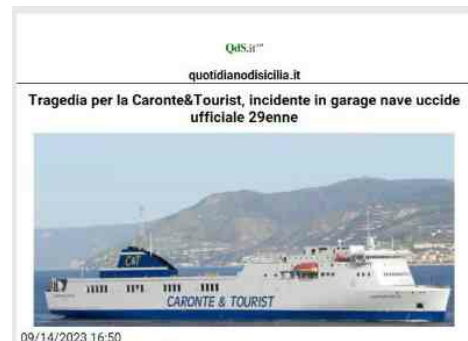 QdS.it
quotidianodisicilia.it
Tragedia per la Caronte&Tourist, incidente in garage nave uccide
ufficiale 29enne
C&T
CARONTE & TOURIST
09/14/2023 16:50